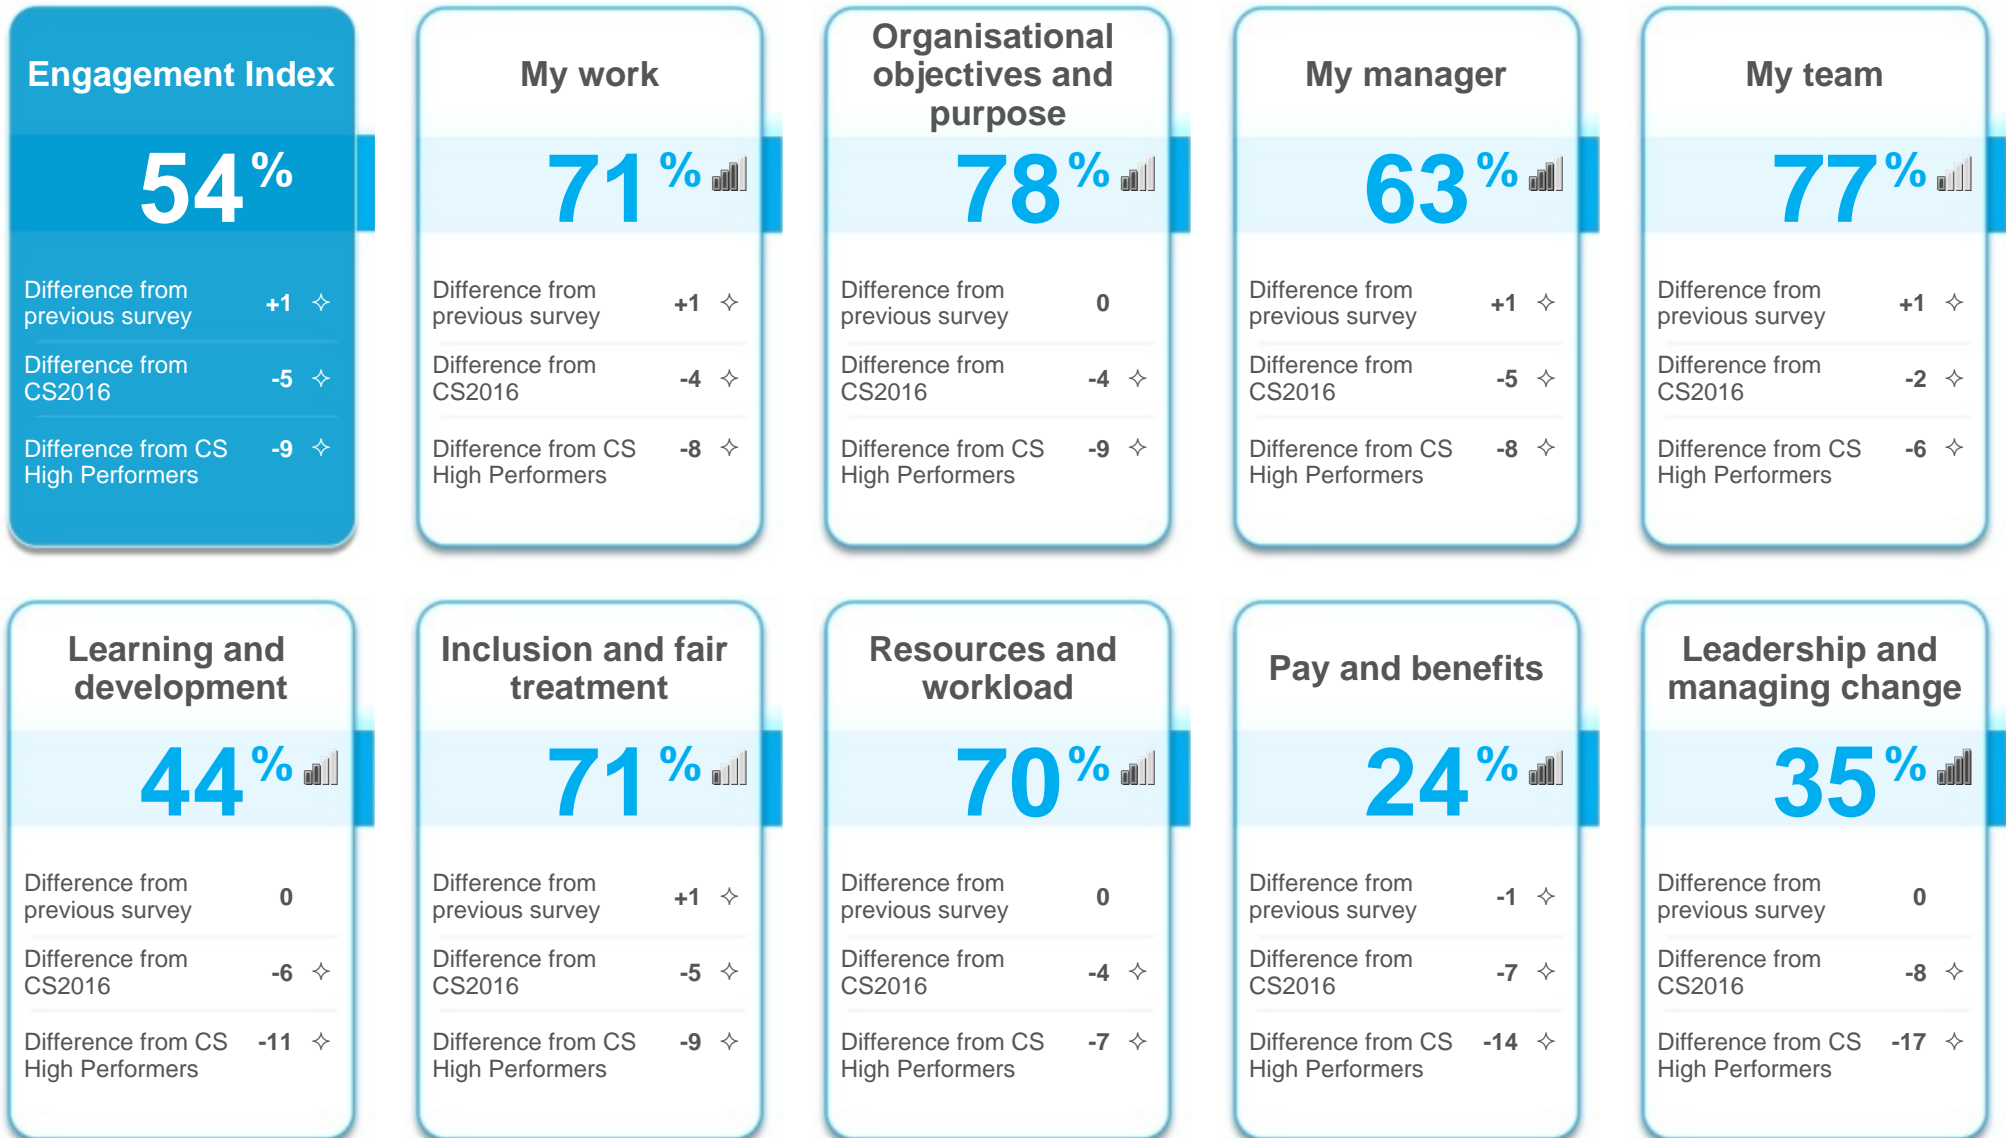 Engagement Index
54%
Difference from
previous survey
+1 ✧
Difference from
CS2016
-5 ✧
Difference from CS
High Performers
-9 ✧
My work
71%
Difference from
previous survey
+1 ✧
Difference from
CS2016
-4 ✧
Difference from CS
High Performers
-8 ✧
Organisational
objectives and
purpose
78%
Difference from
previous survey
0
Difference from
CS2016
-4 ✧
Difference from CS
High Performers
-9 ✧
My manager
63%
Difference from
previous survey
+1 ✧
Difference from
CS2016
-5 ✧
Difference from CS
High Performers
-8 ✧
My team
77%
Difference from
previous survey
+1 ✧
Difference from
CS2016
-2 ✧
Difference from CS
High Performers
-6 ✧
Learning and
development
44%
Difference from
previous survey
0
Difference from
CS2016
-6 ✧
Difference from CS
High Performers
-11 ✧
Inclusion and fair
treatment
71%
Difference from
previous survey
+1 ✧
Difference from
CS2016
-5 ✧
Difference from CS
High Performers
-9 ✧
Resources and
workload
70%
Difference from
previous survey
0
Difference from
CS2016
-4 ✧
Difference from CS
High Performers
-7 ✧
Pay and benefits
24%
Difference from
previous survey
-1 ✧
Difference from
CS2016
-7 ✧
Difference from CS
High Performers
-14 ✧
Leadership and
managing change
35%
Difference from
previous survey
0
Difference from
CS2016
-8 ✧
Difference from CS
High Performers
-17 ✧